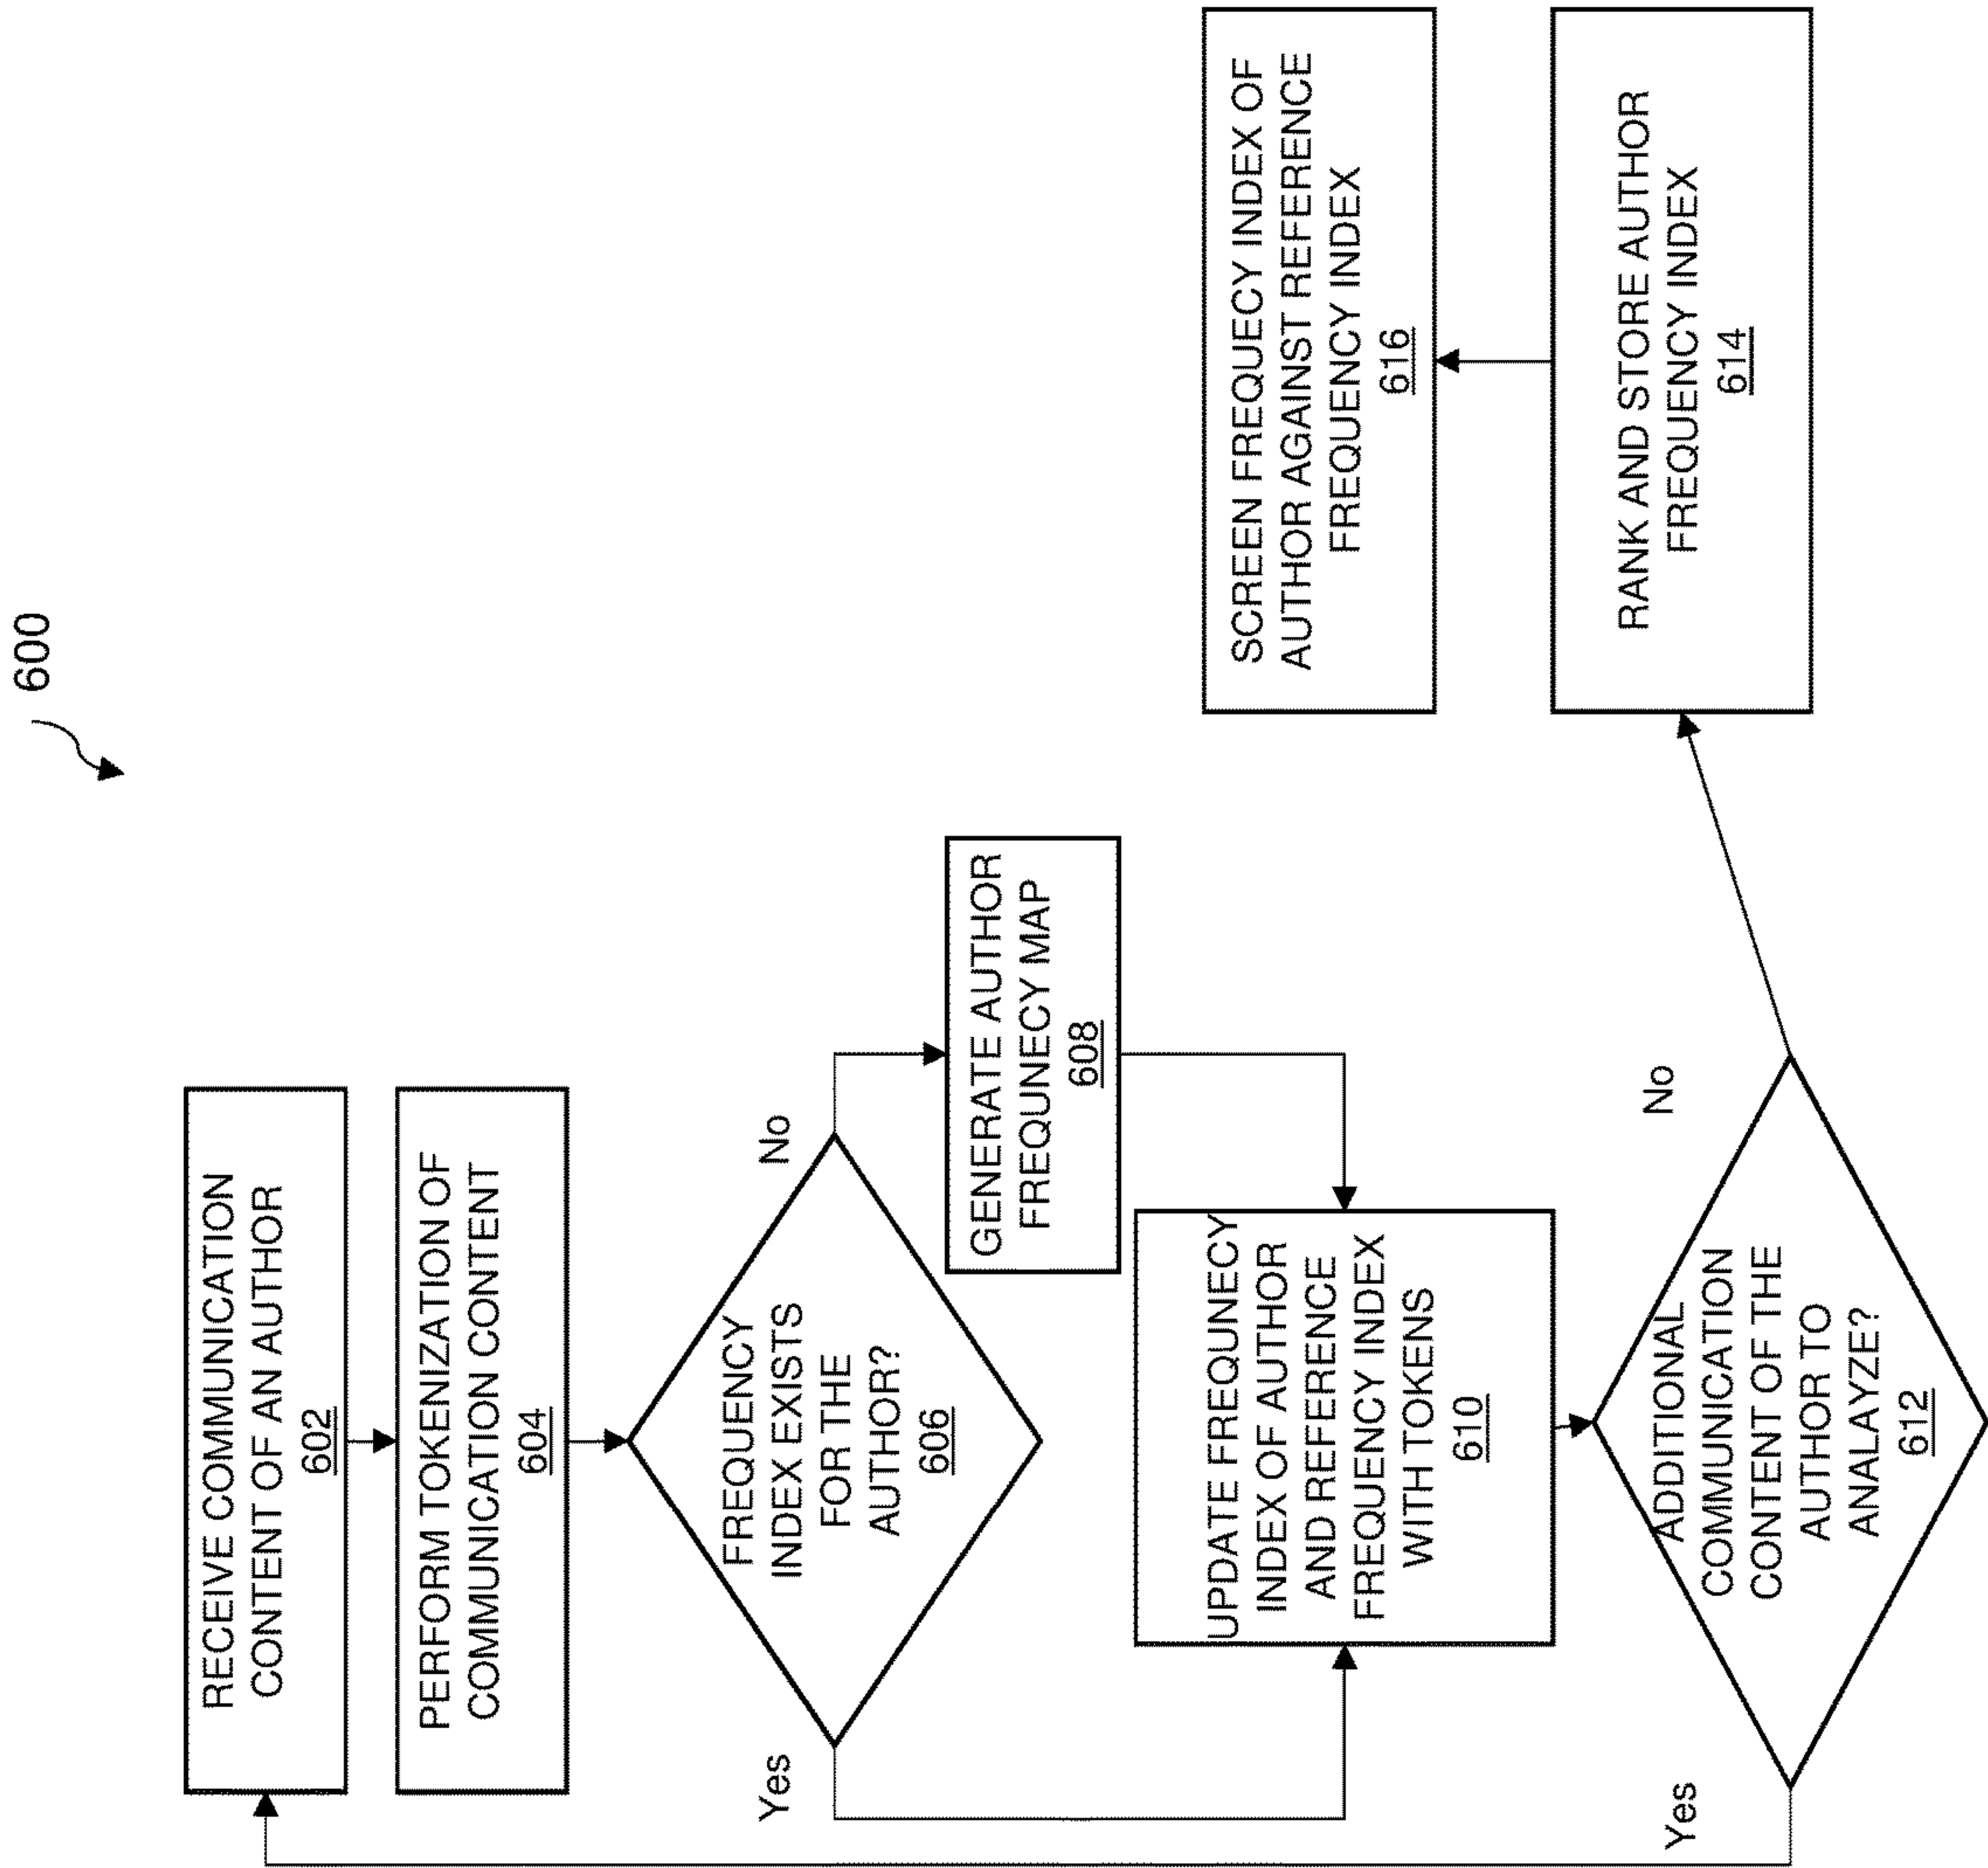 600
RECEIVE COMMUNICATION
CONTENT OF AN AUTHOR
602
PERFORM TOKENIZATION OF
COMMUNICATION CONTENT
604
FREQUENCY
INDEX EXISTS
FOR THE
AUTHOR?
606
Yes
No
GENERATE AUTHOR
FREQUNECY MAP
608
UPDATE FREQUNECY
INDEX OF AUTHOR
AND REFERENCE
FREQUENCY INDEX
WITH TOKENS
610
ADDITIONAL
COMMUNICATION
CONTENT OF THE
AUTHOR TO
ANALAYZE?
612
Yes
No
RANK AND STORE AUTHOR
FREQUENCY INDEX
614
SCREEN FREQUECY INDEX OF
AUTHOR AGAINST REFERENCE
FREQUENCY INDEX
616